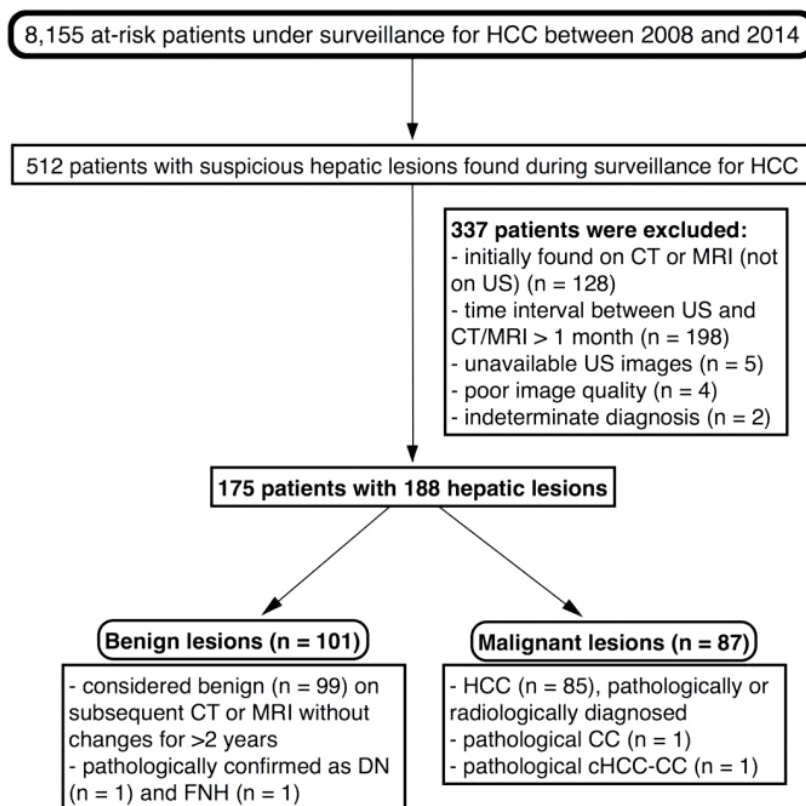 8,155 at-risk patients under surveillance for HCC between 2008 and 2014
512 patients with suspicious hepatic lesions found during surveillance for HCC
337 patients were excluded:
- initially found on CT or MRI (not
on US) (n = 128)
- time interval between US and
CT/MRI > 1 month (n = 198)
- unavailable US images (n = 5)
- poor image quality (n = 4)
- indeterminate diagnosis (n = 2)
175 patients with 188 hepatic lesions
Benign lesions (n = 101)
- considered benign (n = 99) on
subsequent CT or MRI without
changes for >2 years
- pathologically confirmed as DN
(n = 1) and FNH (n = 1)
Malignant lesions (n = 87)
- HCC (n = 85), pathologically or
radiologically diagnosed
- pathological CC (n = 1)
- pathological cHCC-CC (n = 1)